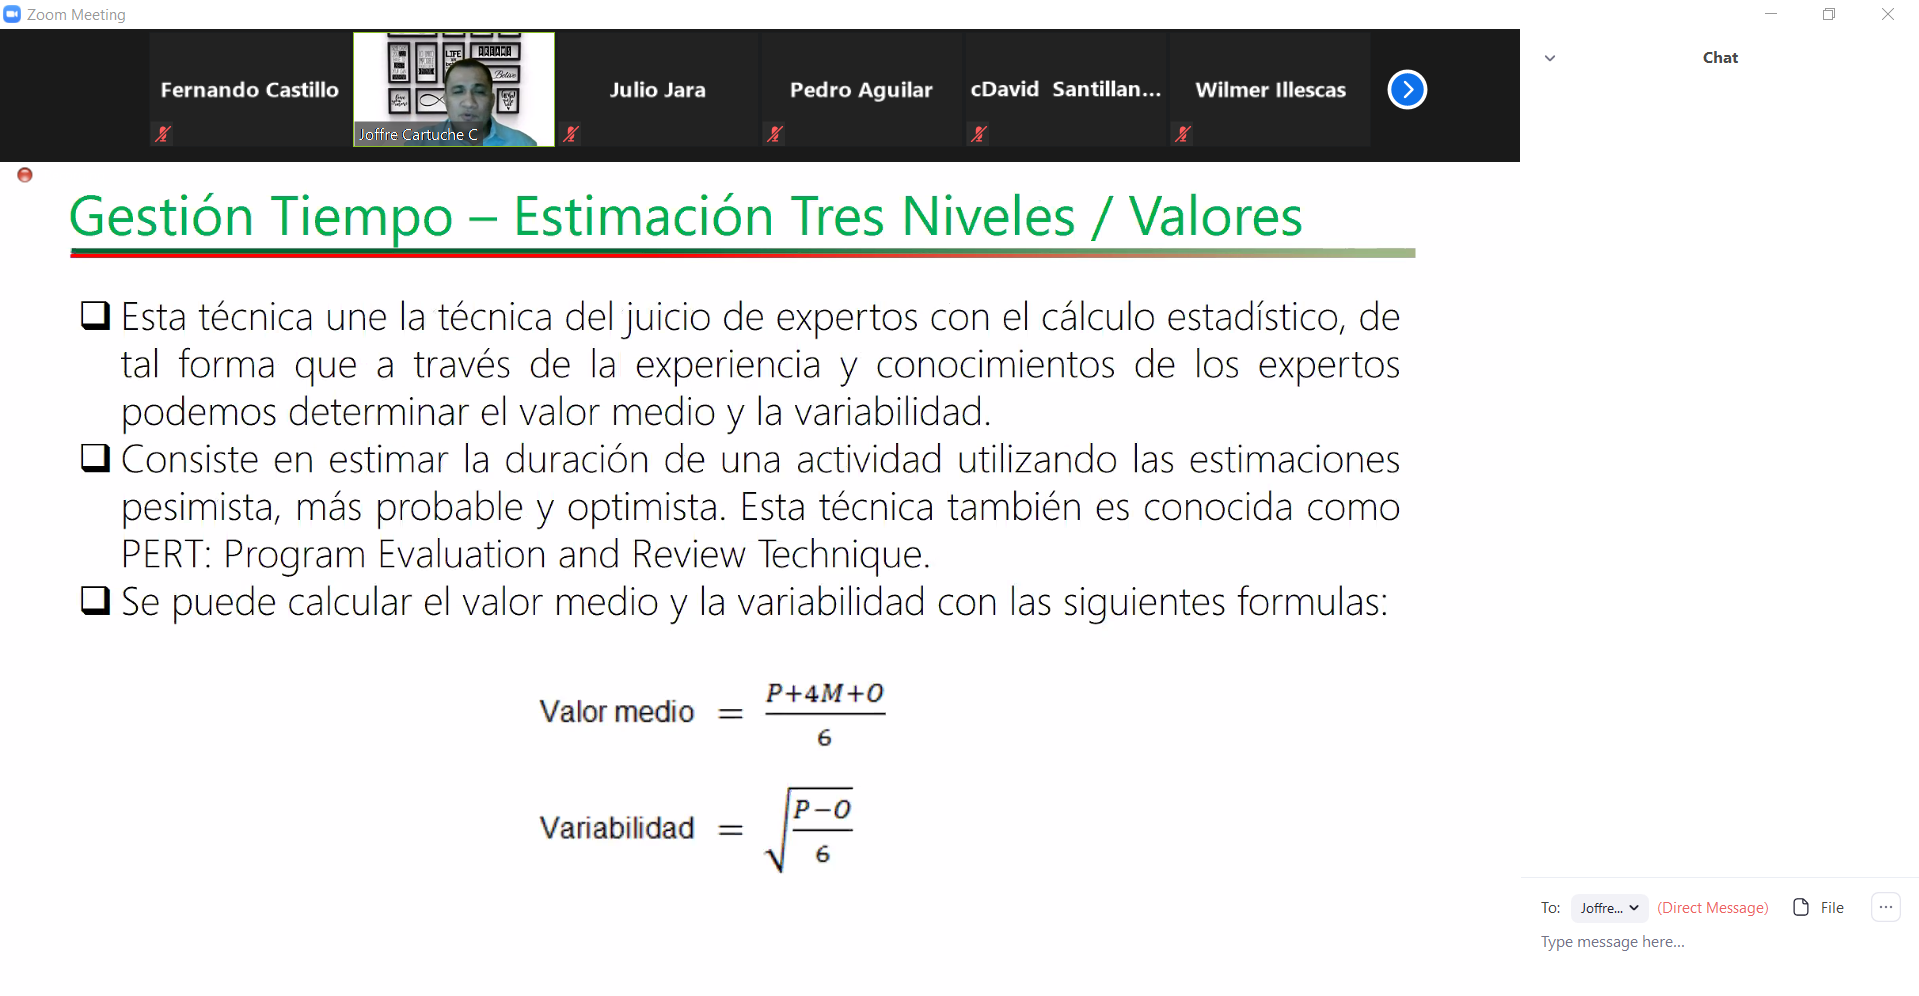 Zoom Meeting
Fernando Castillo
Joffre Cartuche C
Julio Jara
Pedro Aguilar
cDavid Santillan...
Wilmer Illescas
Chat
Gestión Tiempo – Estimación Tres Niveles / Valores
Esta técnica une la técnica del juicio de expertos con el cálculo estadístico, de
tal forma que a través de la experiencia y conocimientos de los expertos
podemos determinar el valor medio y la variabilidad.
Consiste en estimar la duración de una actividad utilizando las estimaciones
pesimista, más probable y optimista. Esta técnica también es conocida como
PERT: Program Evaluation and Review Technique.
Se puede calcular el valor medio y la variabilidad con las siguientes formulas:
Valor medio = P+4M+O
6
Variabilidad = √ P−O
6
To: Joffre... (Direct Message) File ...
Type message here...